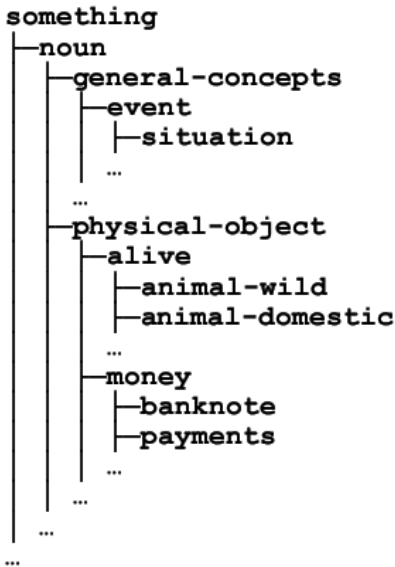 something
noun
general-concepts
event
situation
…
…
physical-object
alive
animal-wild
animal-domestic
…
money
banknote
payments
…
…
…
…